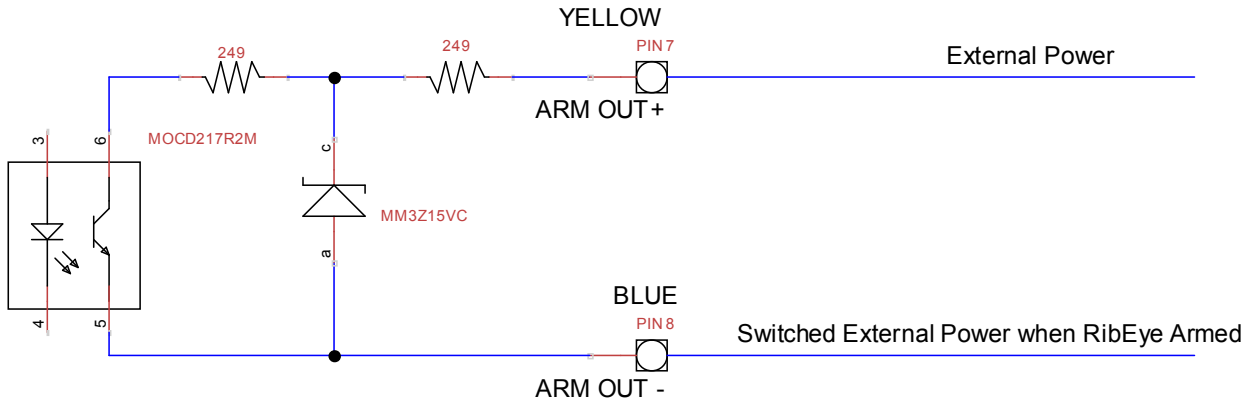 YELLOW
249
249
PIN 7
External Power
ARM OUT+
3
6
MOCD217R2M
c
MM3Z15VC
a
4
5
BLUE
PIN 8
Switched External Power when RibEye Armed
ARM OUT -